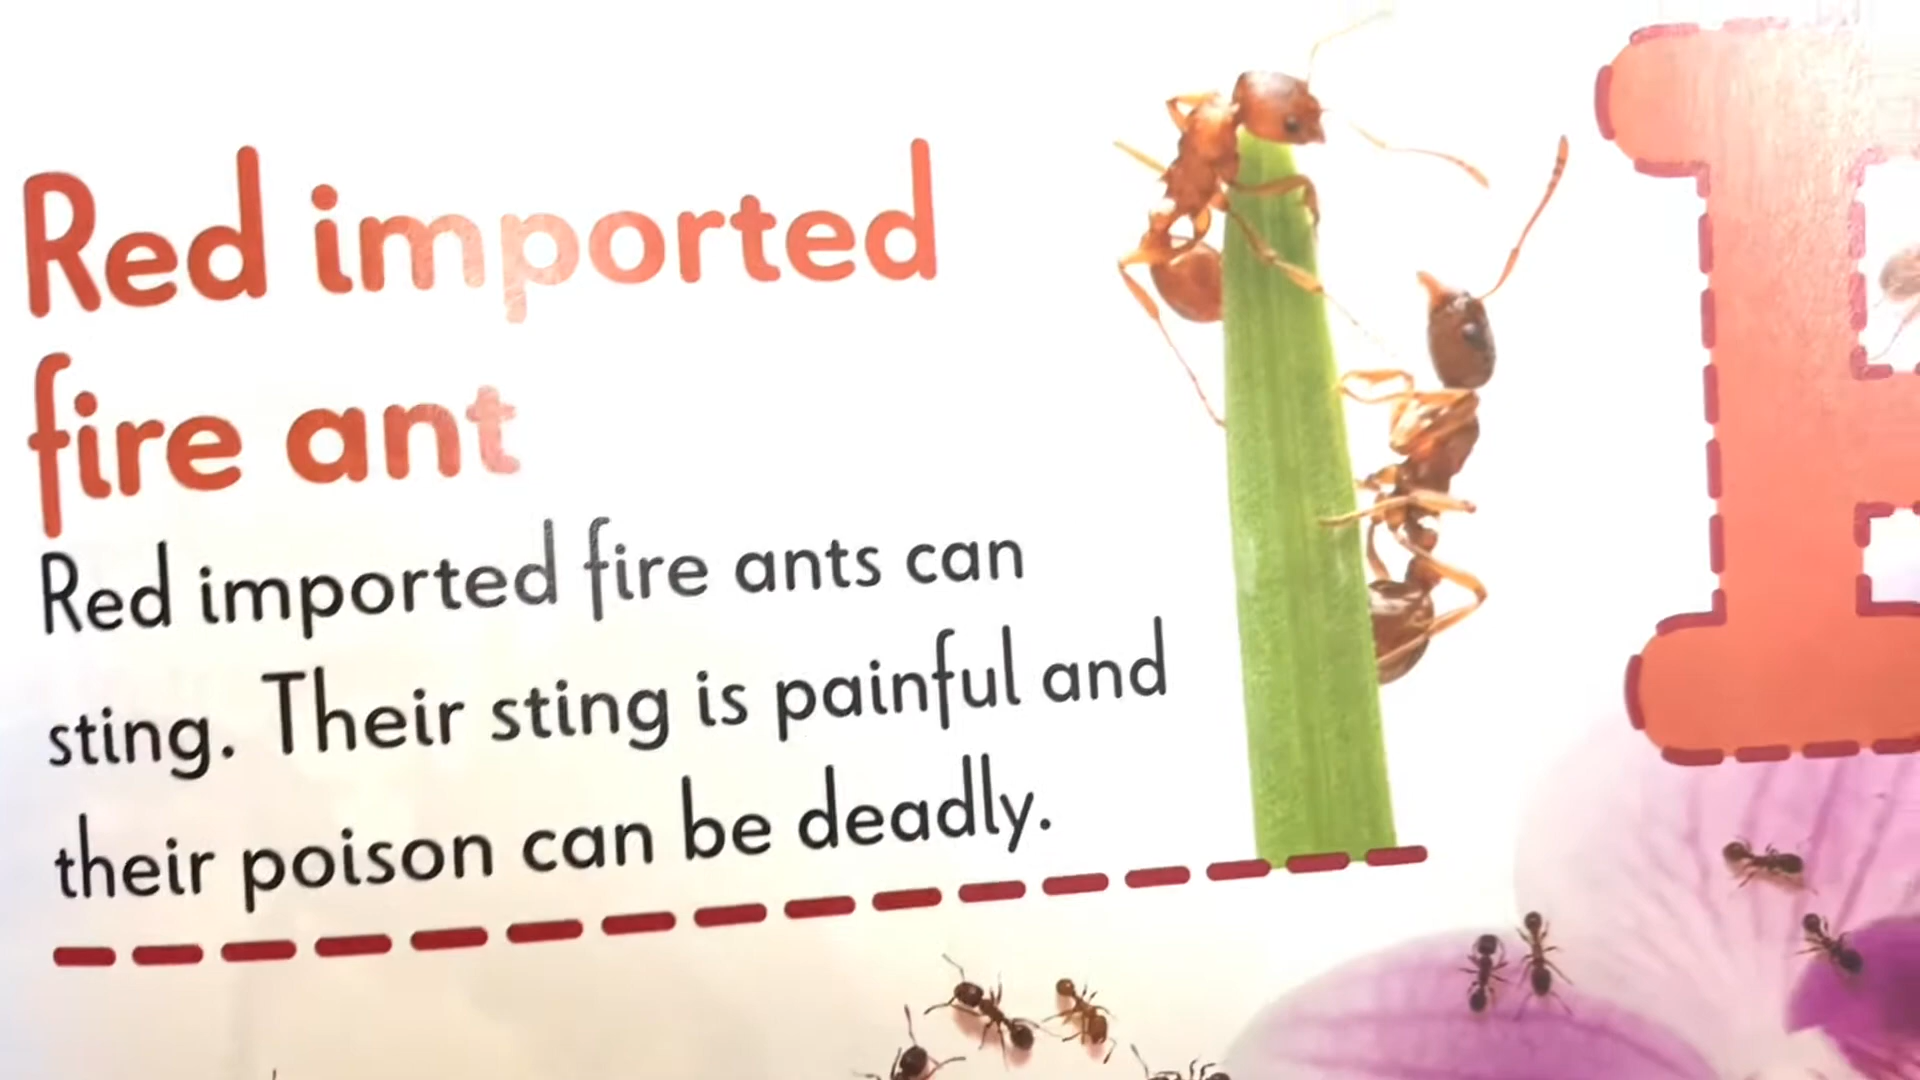 Red imported
fire ant
Red imported fire ants can
sting. Their sting is painful and
their poison can be deadly.